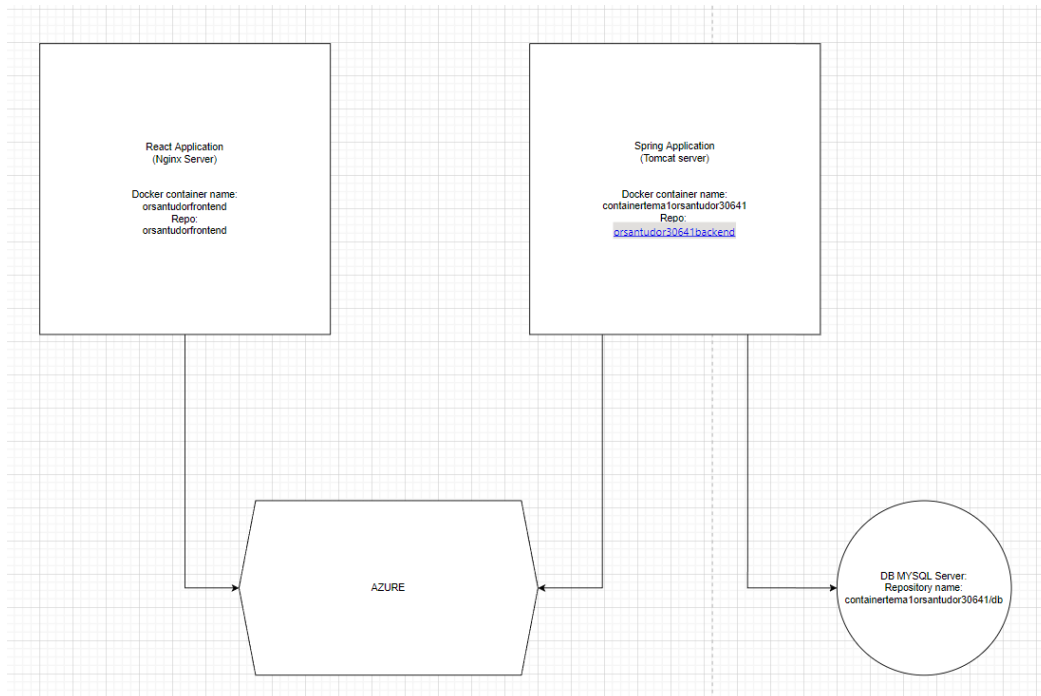 React Application
(Nginx Server)
Docker container name:
orsantudorfrontend
Repo:
orsantudorfrontend
Spring Application
(Tomcat server)
Docker container name:
containertema1orsantudor30641
Repo:
orsantudor30641backend
AZURE
DB MYSQL Server:
Repository name:
containertema1orsantudor30641/db